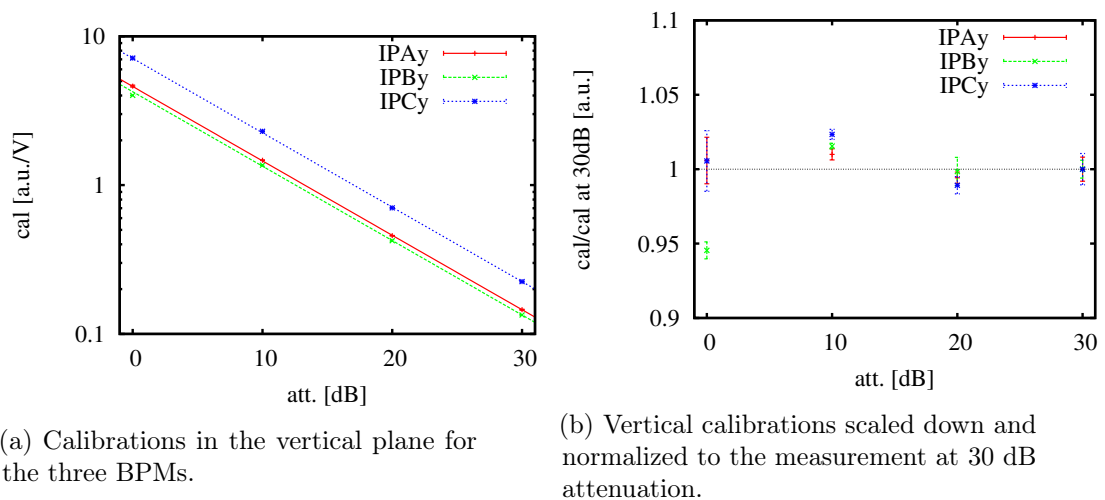 10
1
0.1
0
10
20
30
cal [a.u./V]
att. [dB]
IPAy
IPBy
IPCy
(a) Calibrations in the vertical plane for
the three BPMs.
1.1
1.05
1
0.95
0.9
0
10
20
30
cal/cal at 30dB [a.u.]
att. [dB]
IPAy
IPBy
IPCy
(b) Vertical calibrations scaled down and
normalized to the measurement at 30 dB
attenuation.